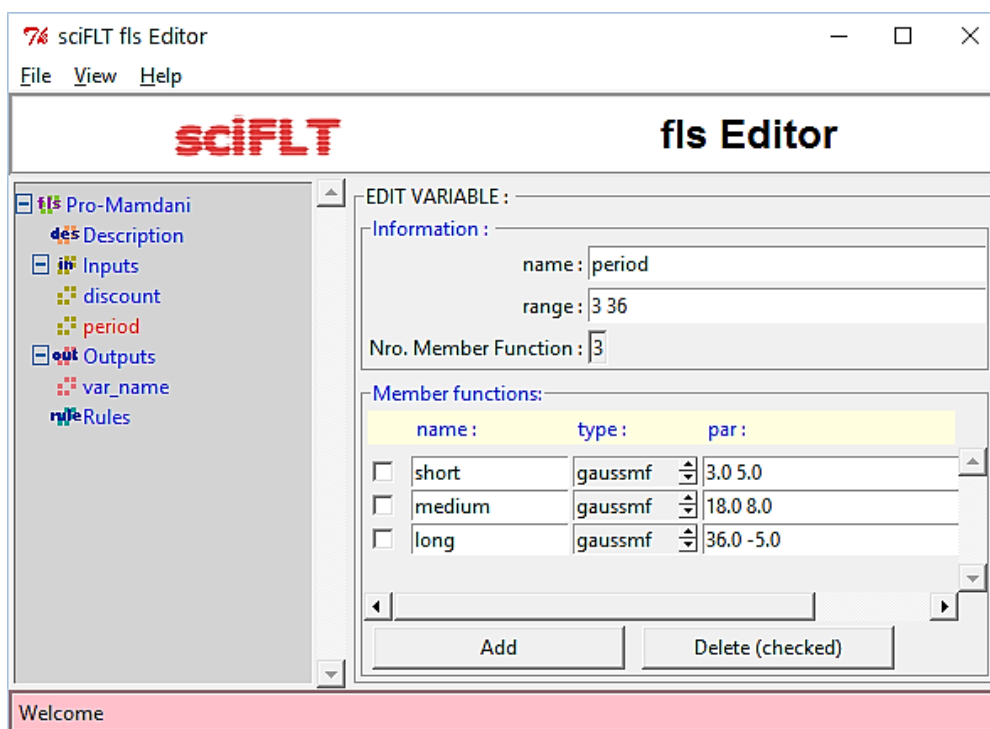 sciFLT fls Editor
File View Help
sciFLT fls Editor
fls Pro-Mamdani
des Description
in Inputs
discount
period
out Outputs
var_name
rule Rules
EDIT VARIABLE :
Information :
name : period
range : 3 36
Nro. Member Function : 3
Member functions:
name : type : par :
short gaussmf 3.0 5.0
medium gaussmf 18.0 8.0
long gaussmf 36.0 -5.0
Add Delete (checked)
Welcome